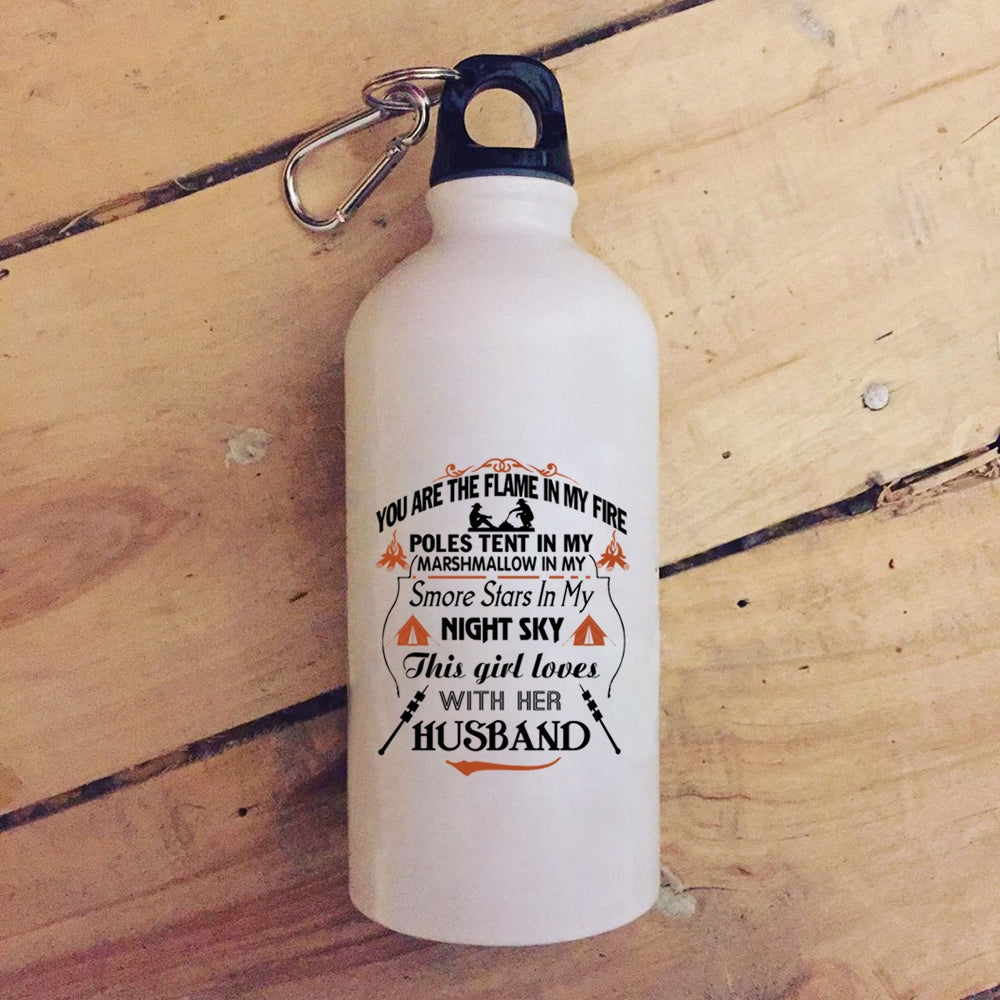 YOU ARE THE FLAME IN MY FIRE
POLES TENT IN MY
MARSHMALLOW IN MY
Smore Stars In My
NIGHT SKY
This girl loves
WITH HER
HUSBAND